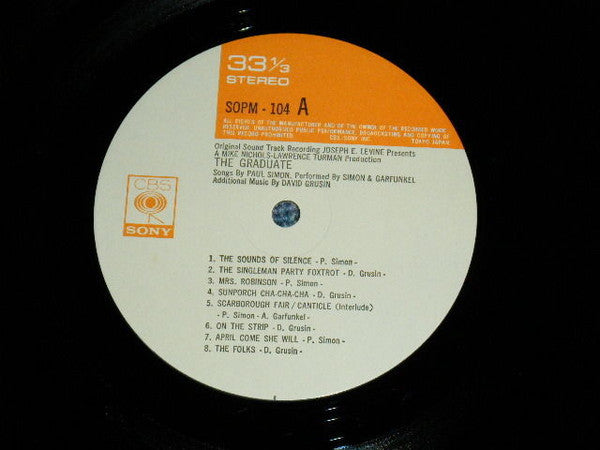 33 1/3
STEREO
SOPM - 104 A
ALL RIGHTS OF THE MANUFACTURER AND OF THE OWNER OF THE RECORDED WORK
RESERVED. UNAUTHORIZED PUBLIC PERFORMANCE, BROADCASTING AND COPYING OF
THIS RECORD PROHIBITED. CBS/SONY INC. TOKYO JAPAN
Original Sound Track Recording JOSEPH E. LEVINE Presents
A MIKE NICHOLS-LAWRENCE TURMAN Production
THE GRADUATE
Songs By PAUL SIMON, Performed By SIMON & GARFUNKEL
Additional Music By DAVID GRUSIN
CBS
SONY
1. THE SOUNDS OF SILENCE - P. Simon -
2. THE SINGLEMAN PARTY FOXTROT - D. Grusin -
3. MRS. ROBINSON - P. Simon -
4. SUNPORCH CHA-CHA-CHA - D. Grusin -
5. SCARBOROUGH FAIR / CANTICLE (Interlude)
- P. Simon - A. Garfunkel -
6. ON THE STRIP - D. Grusin -
7. APRIL COME SHE WILL - P. Simon -
8. THE FOLKS - D. Grusin -